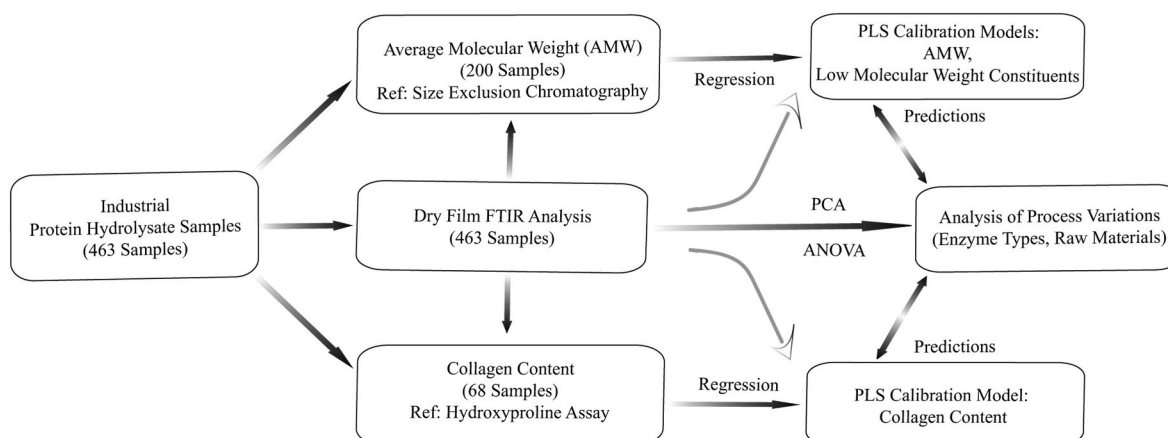 Industrial
Protein Hydrolysate Samples
(463 Samples)
Average Molecular Weight (AMW)
(200 Samples)
Ref: Size Exclusion Chromatography
Dry Film FTIR Analysis
(463 Samples)
Collagen Content
(68 Samples)
Ref: Hydroxyproline Assay
Regression
PCA
ANOVA
Regression
PLS Calibration Models:
AMW,
Low Molecular Weight Constituents
Predictions
Analysis of Process Variations
(Enzyme Types, Raw Materials)
Predictions
PLS Calibration Model:
Collagen Content